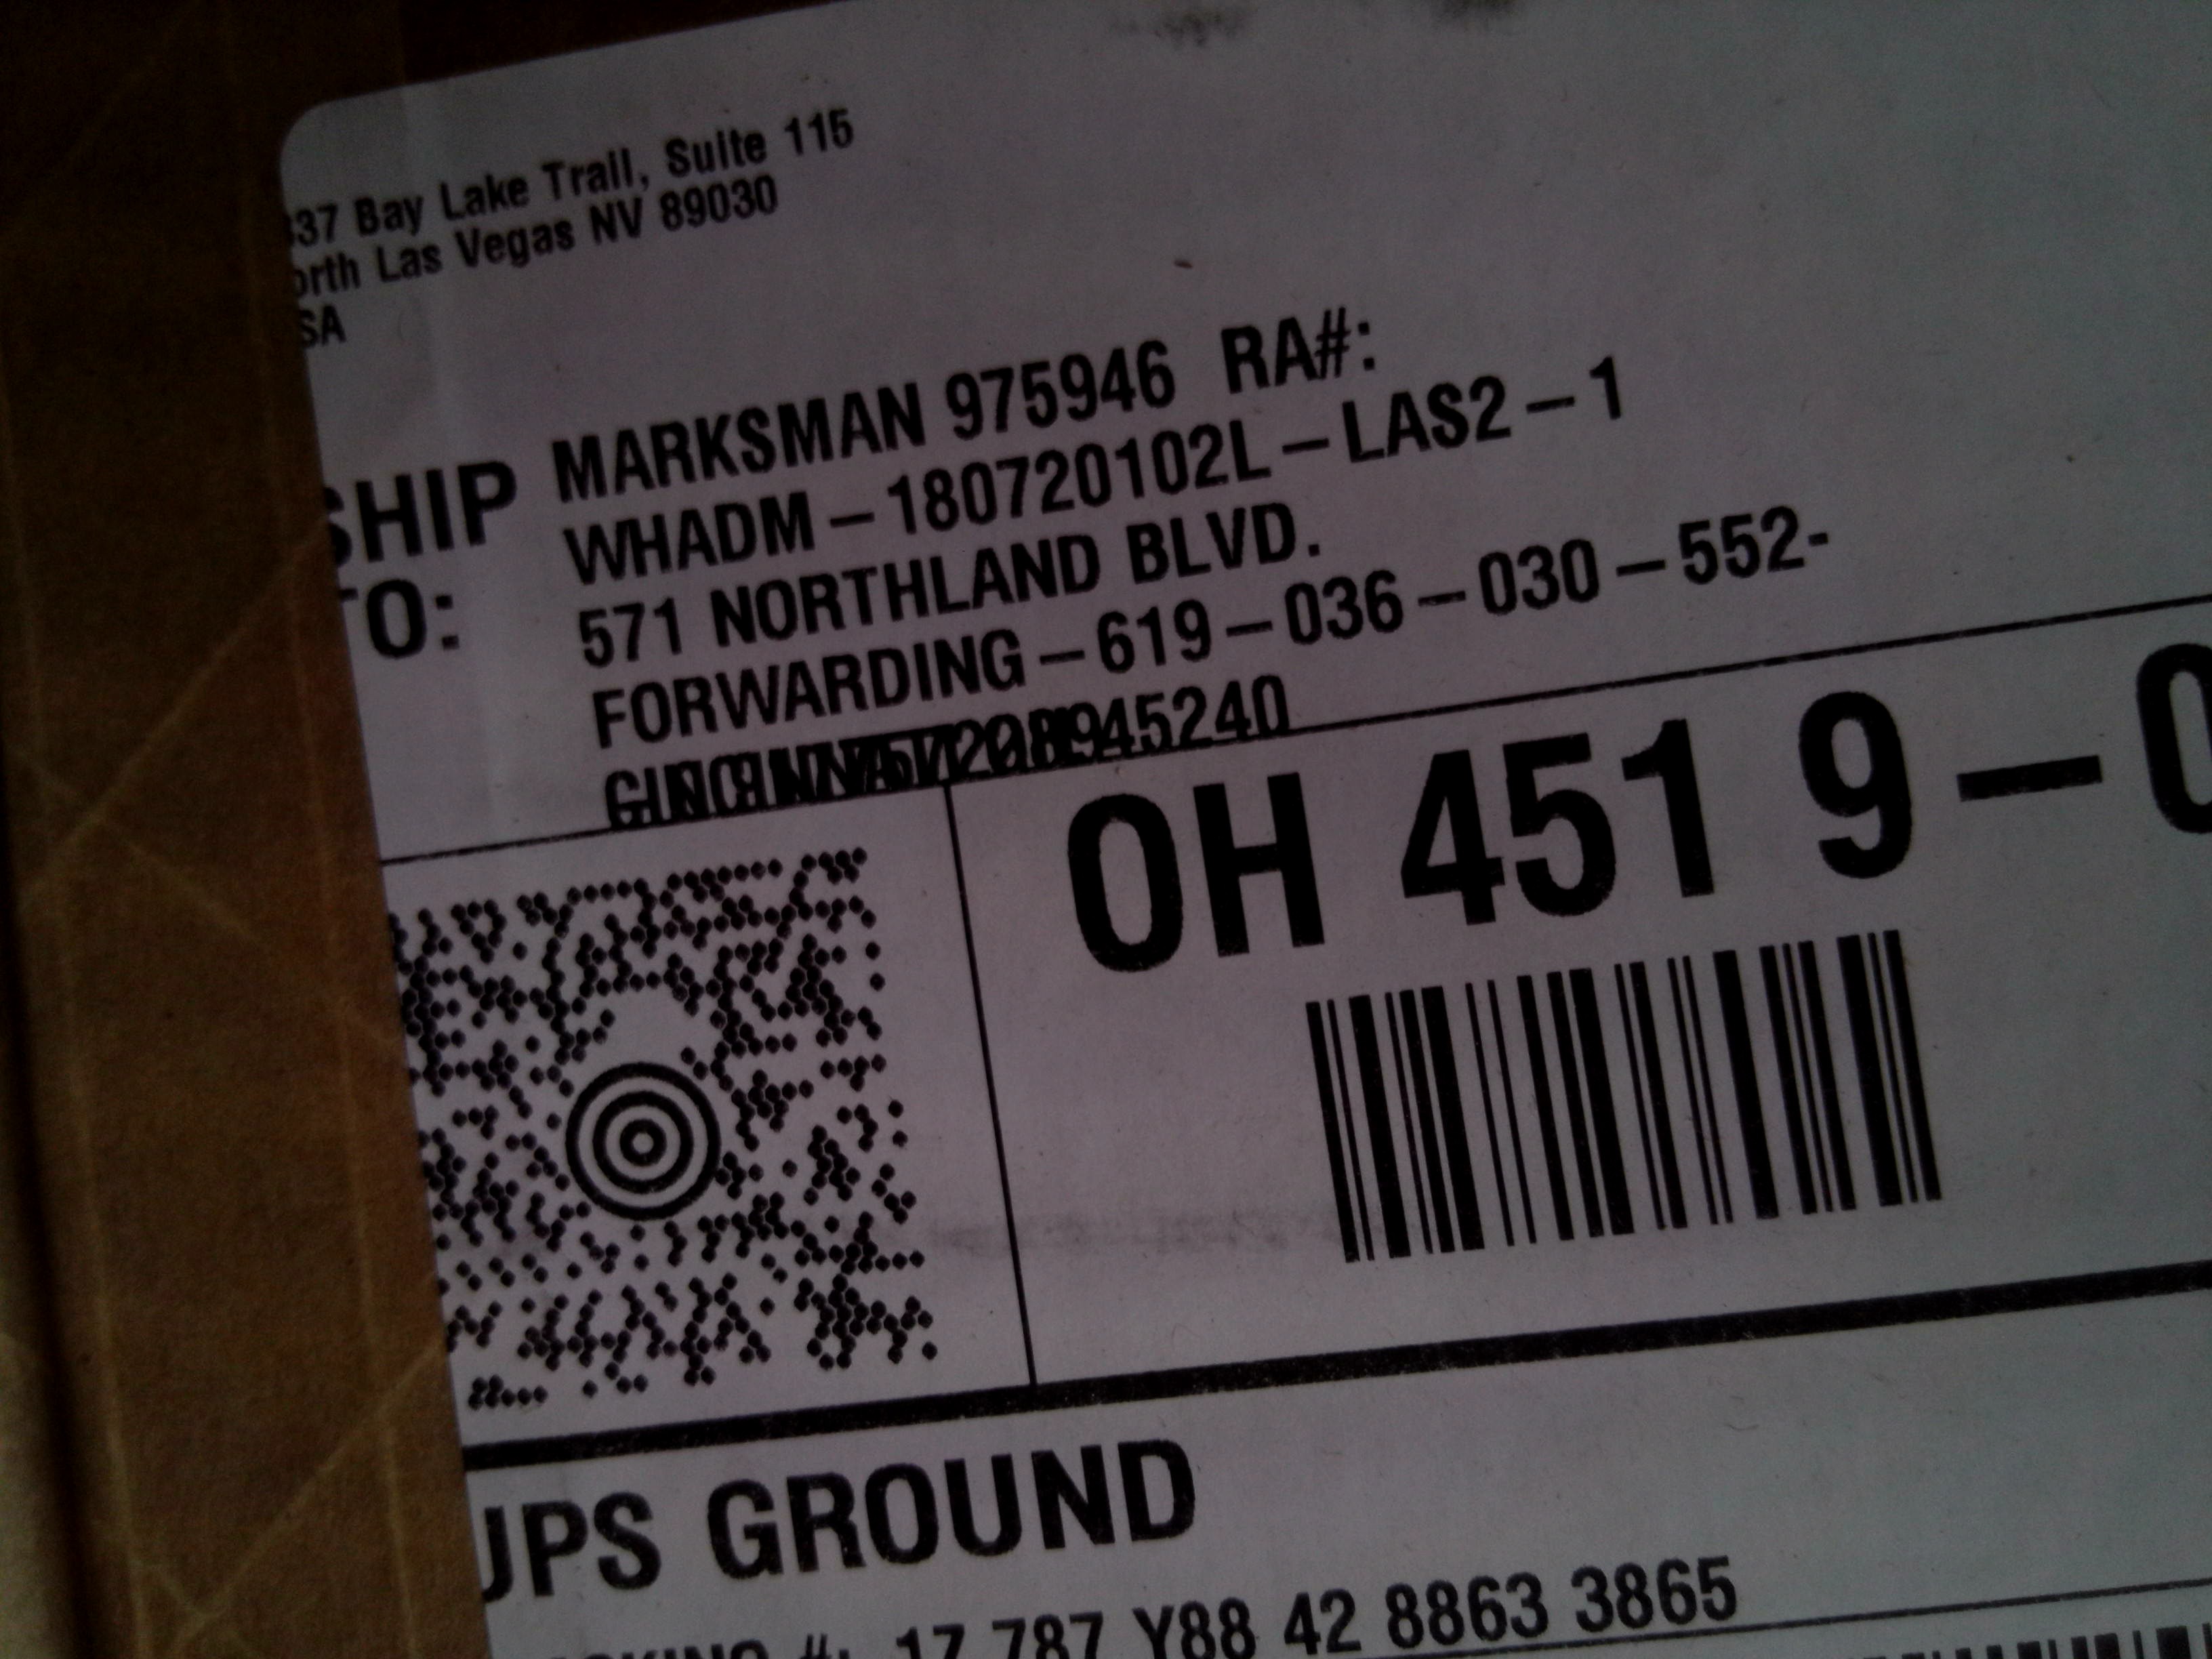 37 Bay Lake Trail, Suite 115
orth Las Vegas NV 89030
SA
SHIP TO:
MARKSMAN 975946 RA#:
WHADM-180720102L-LAS2-1
571 NORTHLAND BLVD.
FORWARDING-619-036-030-552-
OH 451 9-0
UPS GROUND
#: 1Z 787 Y88 42 8863 3865